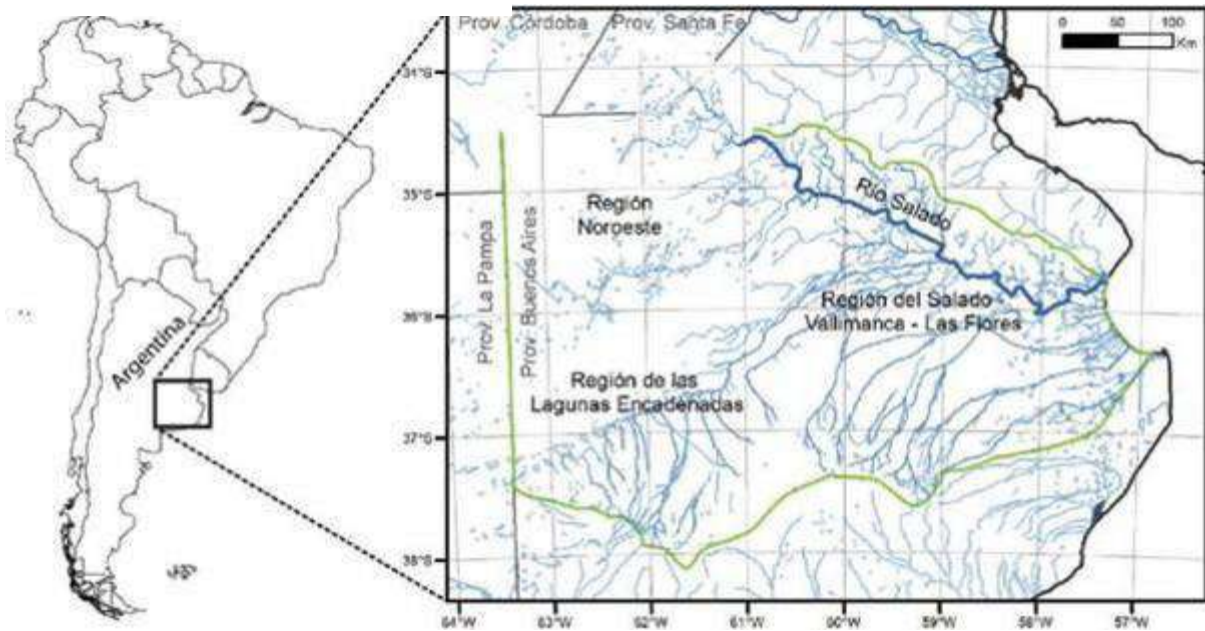 Argentina
Prov. Córdoba
Prov. Santa Fe
0 50 100
Km
34°S
35°S
36°S
37°S
38°S
Prov. La Pampa
Prov. Buenos Aires
Región
Noroeste
Río Salado
Región del Salado
Vallimanca - Las Flores
Región de las
Lagunas Encadenadas
64°W 63°W 62°W 61°W 60°W 59°W 58°W 57°W